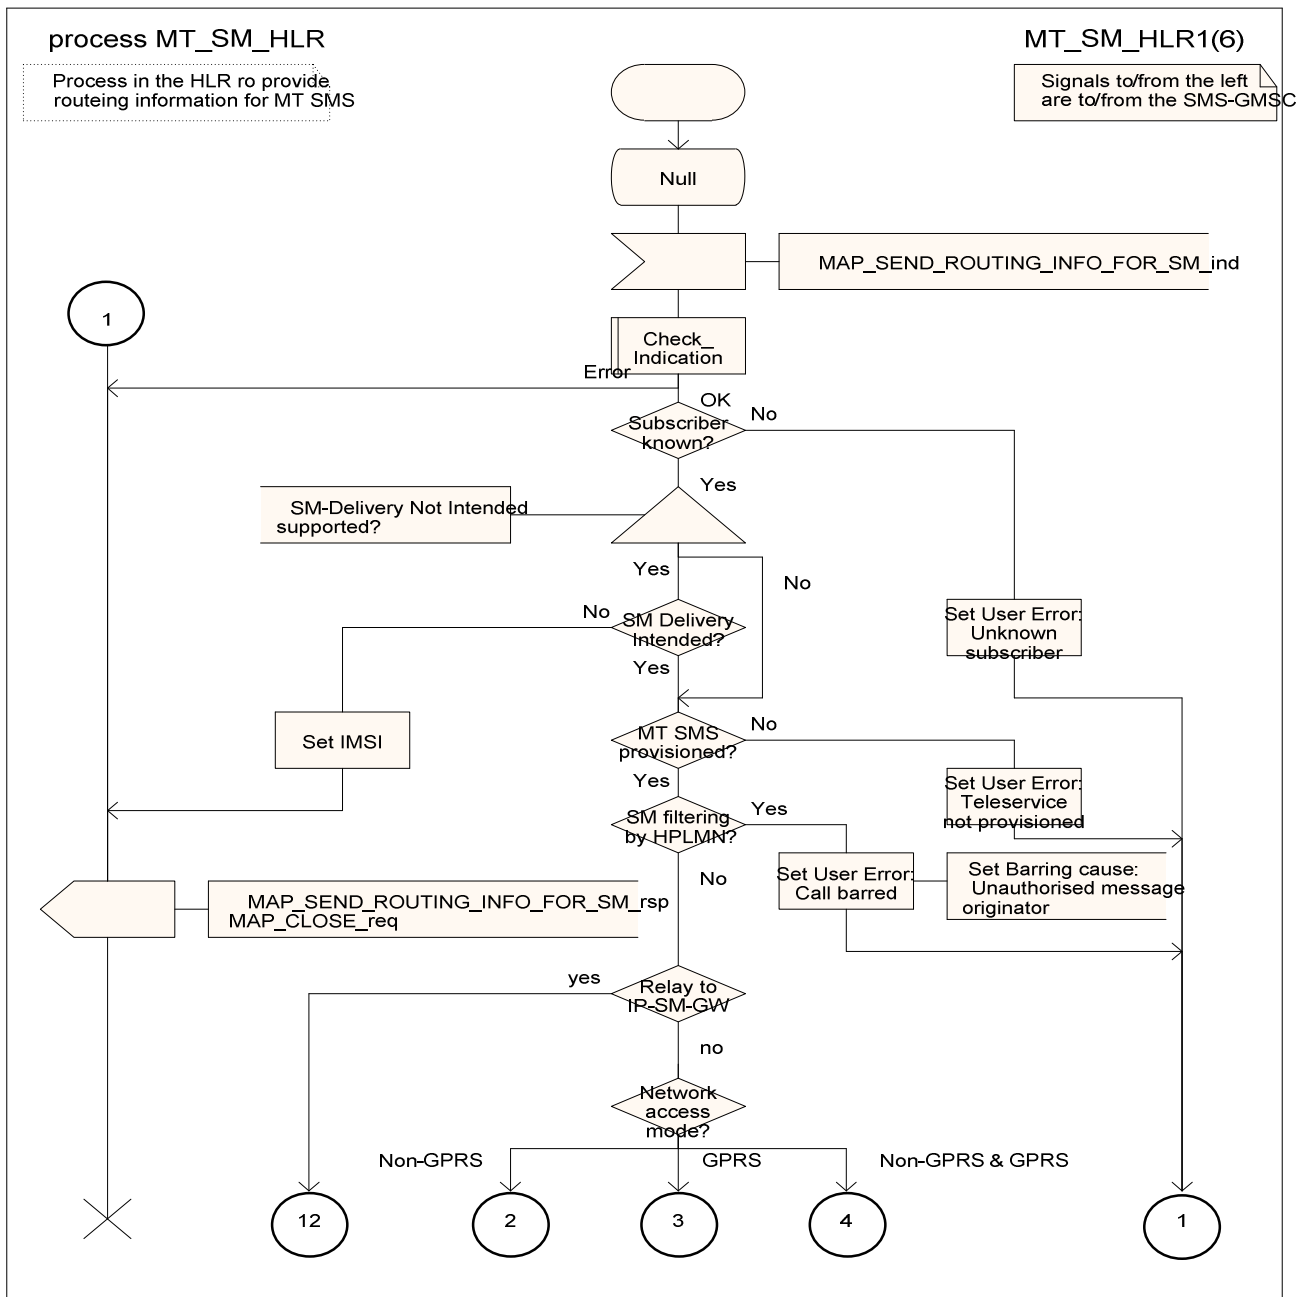 process MT_SM_HLR
MT_SM_HLR1(6)
Process in the HLR ro provide
routeing information for MT SMS
Signals to/from the left
are to/from the SMS-GMSC
Null
MAP_SEND_ROUTING_INFO_FOR_SM_ind
1
Check_
Indication
Error
OK
No
Subscriber
known?
Yes
SM-Delivery Not Intended
supported?
Yes
No
No
SM Delivery
Intended?
Set User Error:
Unknown
subscriber
Yes
No
Set IMSI
MT SMS
provisioned?
Yes
Set User Error:
Teleservice
not provisioned
Yes
SM filtering
by HPLMN?
No
Set User Error:
Call barred
Set Barring cause:
Unauthorised message
originator
MAP_SEND_ROUTING_INFO_FOR_SM_rsp
MAP_CLOSE_req
yes
Relay to
IP-SM-GW
no
Network
access
mode?
Non-GPRS
GPRS
Non-GPRS & GPRS
12
2
3
4
1